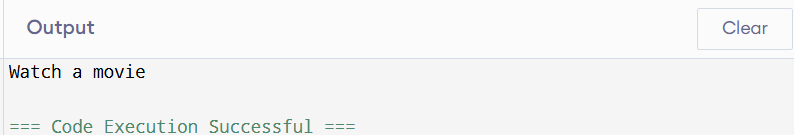 Output
Clear
Watch a movie
=== Code Execution Successful ===